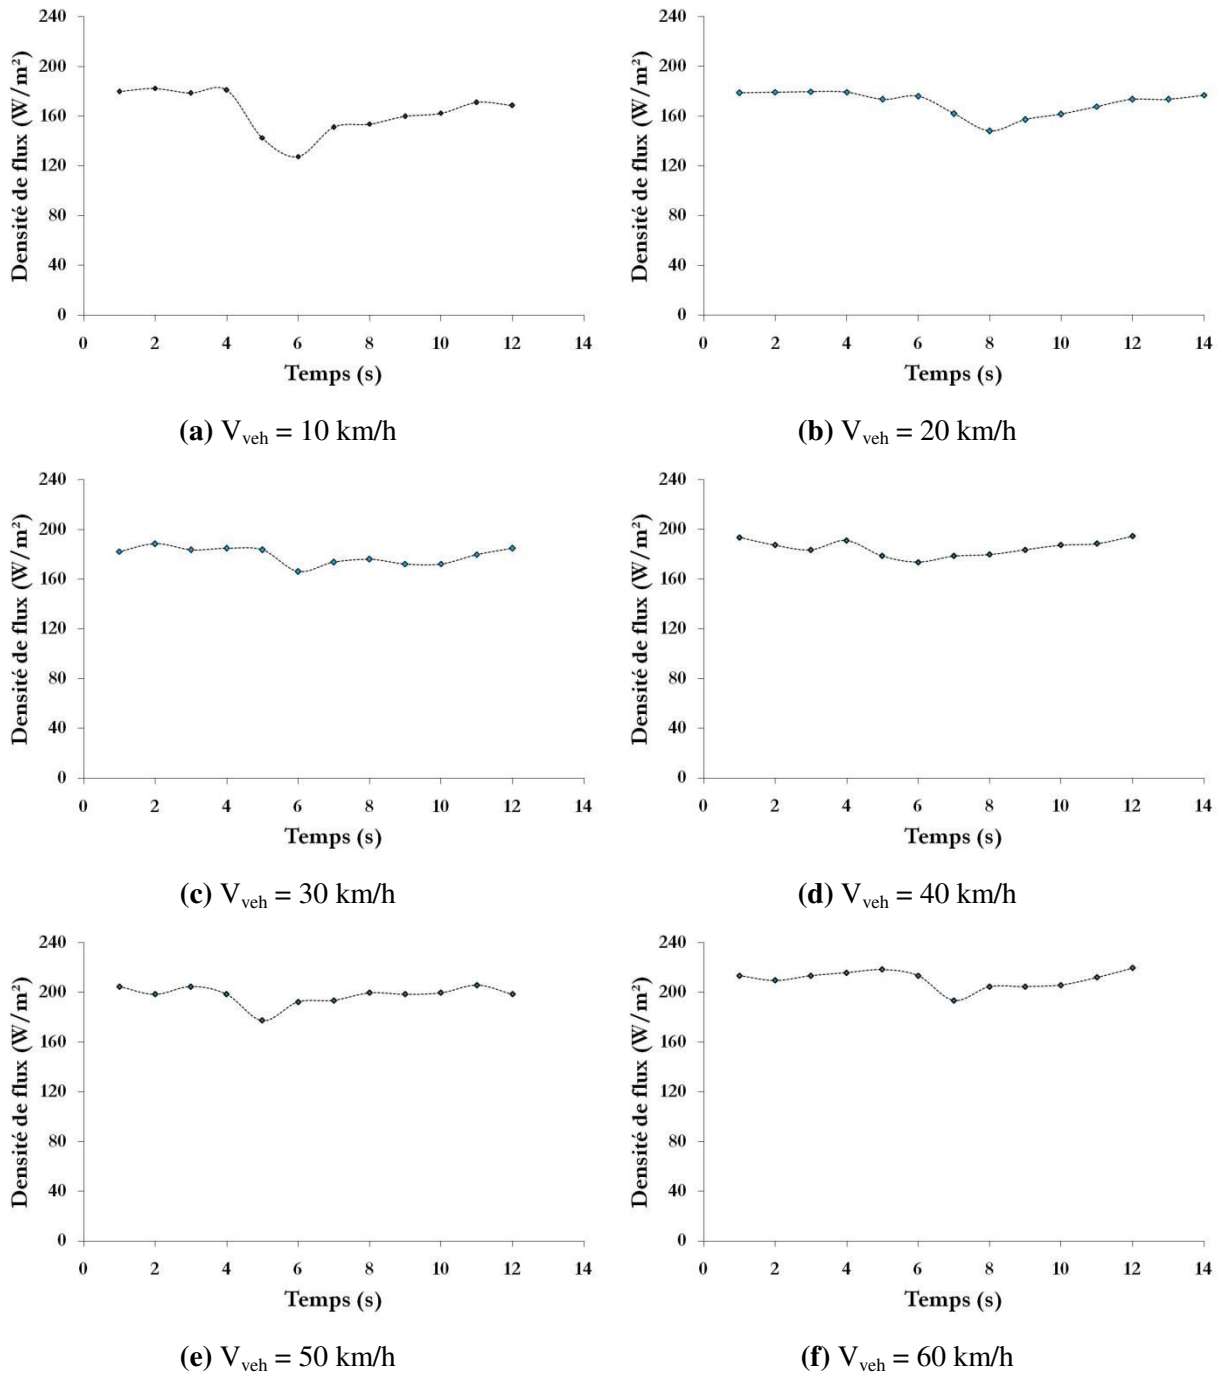 240
200
160
120
80
40
0
Densité de flux (W/m²)
0 2 4 6 8 10 12 14
Temps (s)
(a) Vveh = 10 km/h
240
200
160
120
80
40
0
Densité de flux (W/m²)
0 2 4 6 8 10 12 14
Temps (s)
(b) Vveh = 20 km/h
240
200
160
120
80
40
0
Densité de flux (W/m²)
0 2 4 6 8 10 12 14
Temps (s)
(c) Vveh = 30 km/h
240
200
160
120
80
40
0
Densité de flux (W/m²)
0 2 4 6 8 10 12 14
Temps (s)
(d) Vveh = 40 km/h
240
200
160
120
80
40
0
Densité de flux (W/m²)
0 2 4 6 8 10 12 14
Temps (s)
(e) Vveh = 50 km/h
240
200
160
120
80
40
0
Densité de flux (W/m²)
0 2 4 6 8 10 12 14
Temps (s)
(f) Vveh = 60 km/h